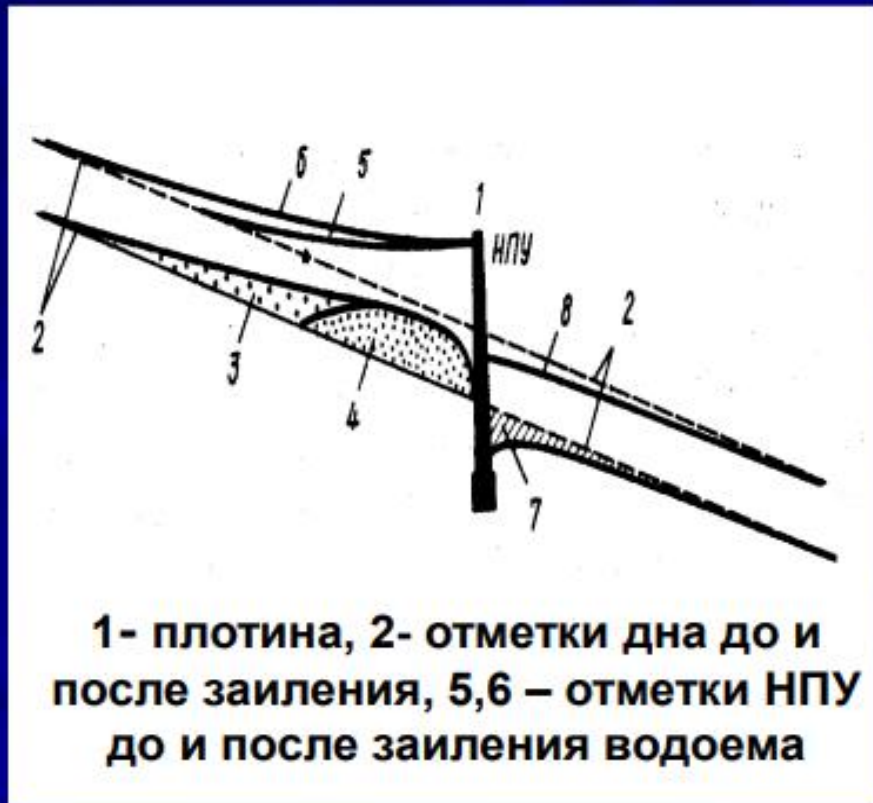 6
5
1
НПУ
8
2
2
3
4
7
1- плотина, 2- отметки дна до и
после заиления, 5,6 – отметки НПУ
до и после заиления водоема